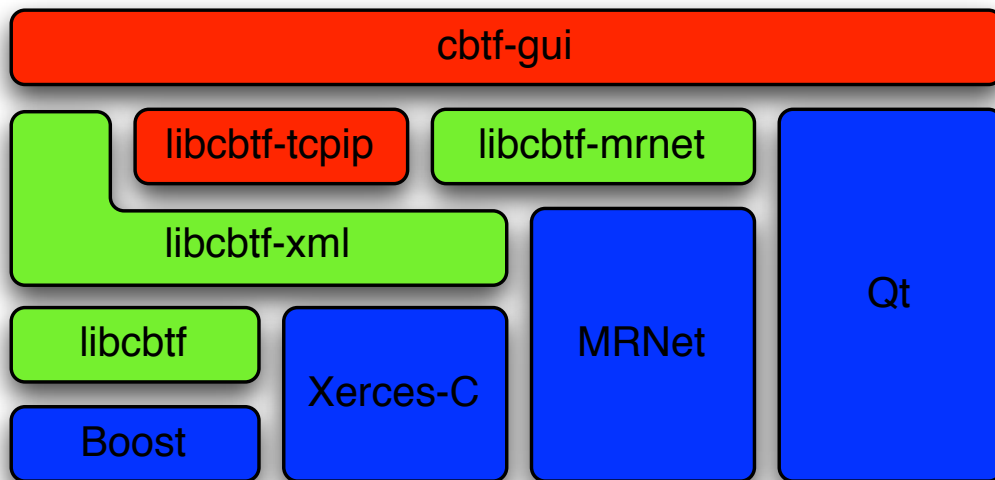 cbtf-gui
libcbtf-tcpip
libcbtf-mrnet
libcbtf-xml
Qt
libcbtf
MRNet
Xerces-C
Boost